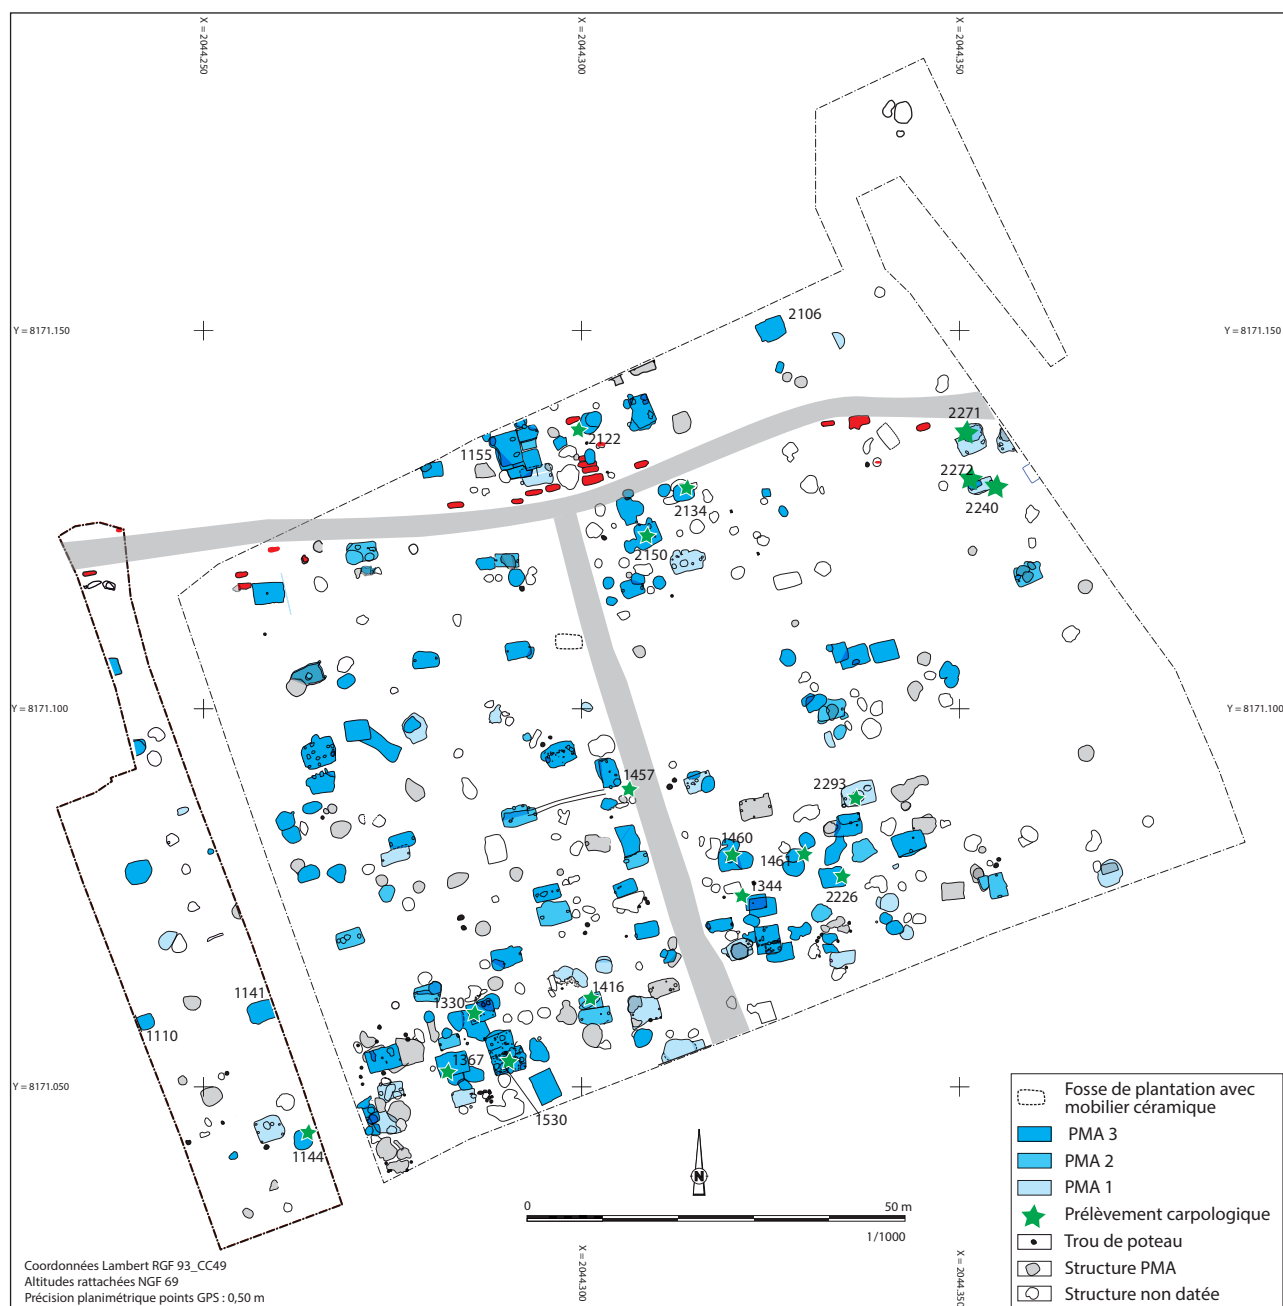 X = 2044.250
X = 2044.300
X = 2044.350
Y = 8171.150
Y = 8171.150
2106
2271
2122
1155
2272
2134
2240
2150
Y = 8171.100
Y = 8171.100
1457
2293
1460
1461
1344
2226
1141
1416
1330
1110
1367
Y = 8171.050
1530
1144
N
0
50 m
1/1000
Fosse de plantation avec
mobilier céramique
PMA 3
PMA 2
PMA 1
Prélèvement carpologique
Trou de poteau
Structure PMA
Structure non datée
Coordonnées Lambert RGF 93_CC49
Altitudes rattachées NGF 69
Précision planimétrique points GPS : 0,50 m
X = 2044.300
X = 2044.350